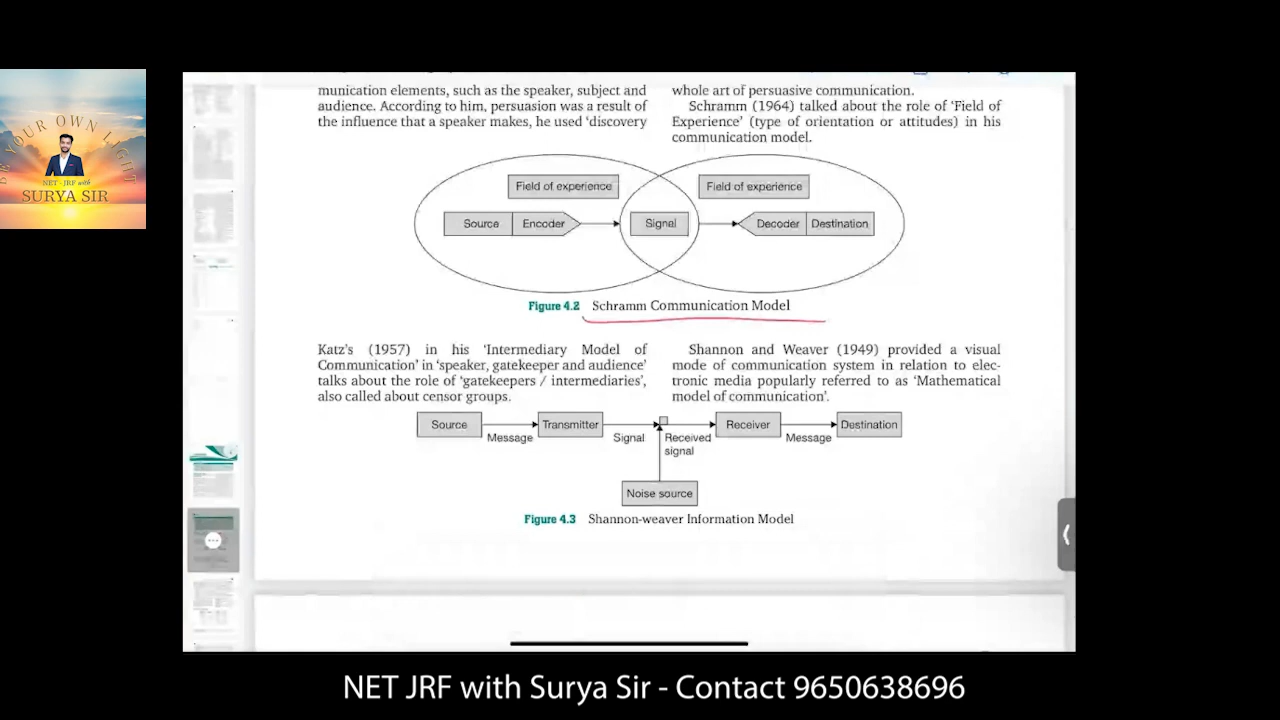 BE YOUR OWN LIGHT
NET - JRF with
SURYA SIR
munication elements, such as the speaker, subject and
audience. According to him, persuasion was a result of
the influence that a speaker makes, he used ‘discovery
whole art of persuasive communication.
Schramm (1964) talked about the role of ‘Field of
Experience’ (type of orientation or attitudes) in his
communication model.
Field of experience
Field of experience
Source
Encoder
Signal
Decoder
Destination
Figure 4.2 Schramm Communication Model
Katz’s (1957) in his ‘Intermediary Model of
Communication’ in ‘speaker, gatekeeper and audience’
talks about the role of ‘gatekeepers / intermediaries’,
also called about censor groups.
Shannon and Weaver (1949) provided a visual
mode of communication system in relation to elec-
tronic media popularly referred to as ‘Mathematical
model of communication’.
Source
Message
Transmitter
Signal
Received
signal
Receiver
Message
Destination
Noise source
Figure 4.3 Shannon-weaver Information Model
NET JRF with Surya Sir - Contact 9650638696